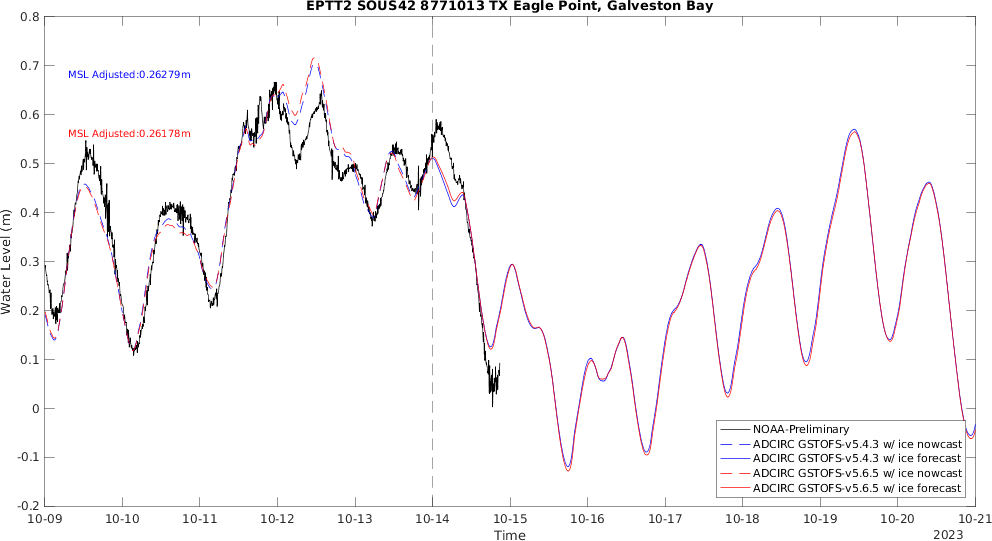 EPTT2 SOUS42 8771013 TX Eagle Point, Galveston Bay
0.8
0.7
0.6
0.5
0.4
0.3
0.2
0.1
0
-0.1
-0.2
Water Level (m)
MSL Adjusted:0.26279m
MSL Adjusted:0.26178m
NOAA-Preliminary
ADCIRC GSTOFS-v5.4.3 w/ ice nowcast
ADCIRC GSTOFS-v5.4.3 w/ ice forecast
ADCIRC GSTOFS-v5.6.5 w/ ice nowcast
ADCIRC GSTOFS-v5.6.5 w/ ice forecast
10-09 10-10 10-11 10-12 10-13 10-14 10-15 10-16 10-17 10-18 10-19 10-20 10-21
Time
2023